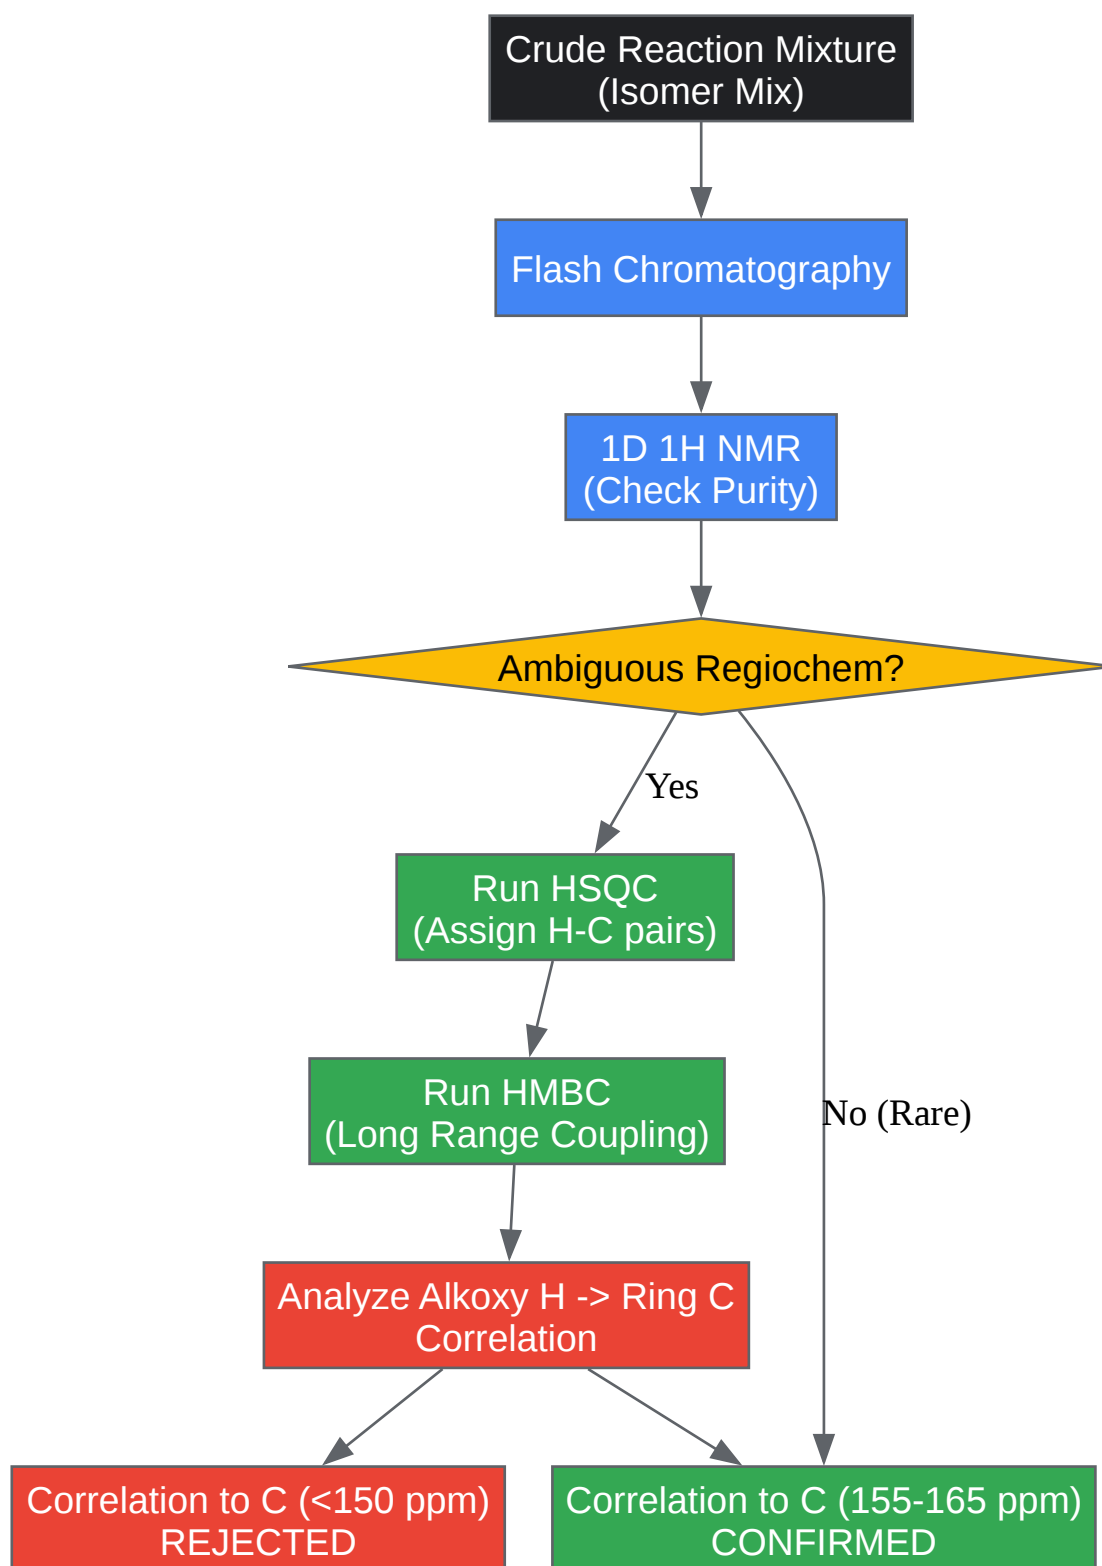 Crude Reaction Mixture
(Isomer Mix)
Flash Chromatography
1D 1H NMR
(Check Purity)
Ambiguous Regiochem?
Yes
Run HSQC
(Assign H-C pairs)
Run HMBC
(Long Range Coupling)
No (Rare)
Analyze Alkoxy H -> Ring C
Correlation
Correlation to C (<150 ppm)
REJECTED
Correlation to C (155-165 ppm)
CONFIRMED